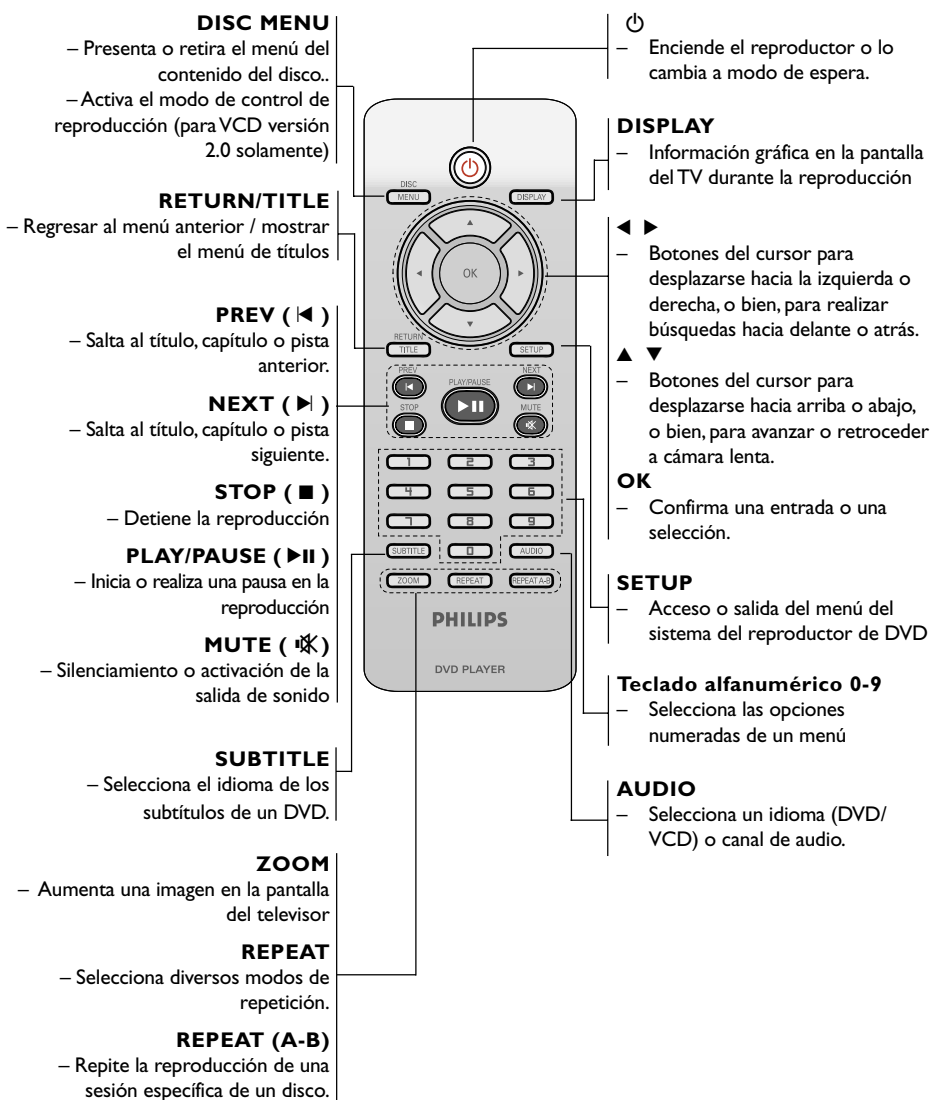 DISC MENU
– Presenta o retira el menú del
contenido del disco..
– Activa el modo de control de
reproducción (para VCD versión
2.0 solamente)
RETURN/TITLE
– Regresar al menú anterior / mostrar
el menú de títulos
PREV ( )
– Salta al título, capítulo o pista
anterior.
NEXT ( )
– Salta al título, capítulo o pista
siguiente.
STOP ( ■ )
– Detiene la reproducción
PLAY/PAUSE ( ▶II )
– Inicia o realiza una pausa en la
reproducción
MUTE ( )
– Silenciamiento o activación de la
salida de sonido
SUBTITLE
– Selecciona el idioma de los
subtítulos de un DVD.
ZOOM
– Aumenta una imagen en la pantalla
del televisor
REPEAT
– Selecciona diversos modos de
repetición.
REPEAT (A-B)
– Repite la reproducción de una
sesión específica de un disco.
DISC
MENU
DISPLAY
OK
RETURN
TITLE
SETUP
PREV
PLAY/PAUSE
NEXT
STOP
MUTE
1 2 3
4 5 6
7 8 9
SUBTITLE 0 AUDIO
ZOOM REPEAT REPEAT A-B
PHILIPS
DVD PLAYER
– Enciende el reproductor o lo
cambia a modo de espera.
DISPLAY
– Información gráfica en la pantalla
del TV durante la reproducción
◀ ▶
– Botones del cursor para
desplazarse hacia la izquierda o
derecha, o bien, para realizar
búsquedas hacia delante o atrás.
▲ ▼
– Botones del cursor para
desplazarse hacia arriba o abajo,
o bien, para avanzar o retroceder
a cámara lenta.
OK
– Confirma una entrada o una
selección.
SETUP
– Acceso o salida del menú del
sistema del reproductor de DVD
Teclado alfanumérico 0-9
– Selecciona las opciones
numeradas de un menú
AUDIO
– Selecciona un idioma (DVD/
VCD) o canal de audio.